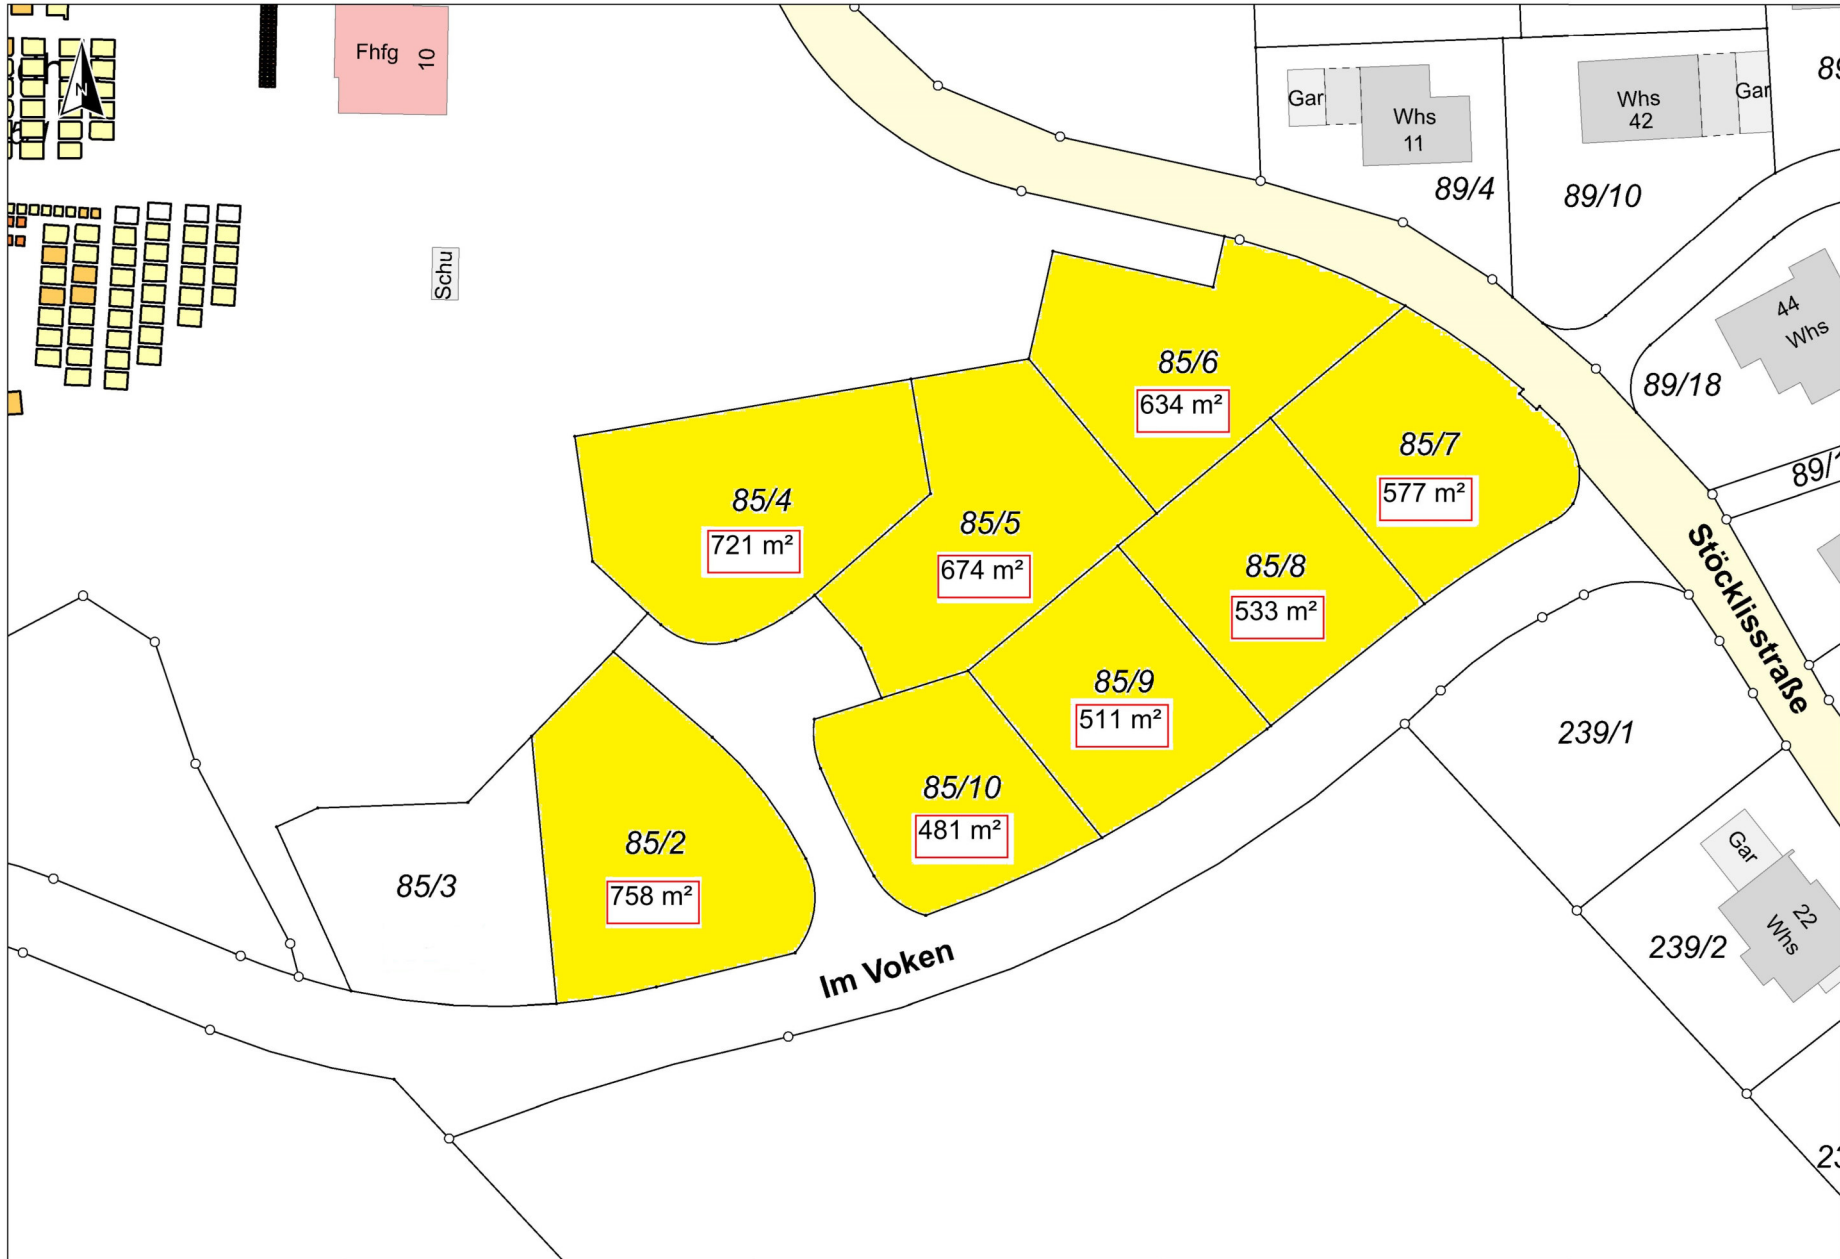 Fhfg
10
N
Schu
Gar
Whs
11
89/4
Whs
42
Gar
89/10
44
Whs
89/18
85/6
634 m²
85/7
577 m²
85/4
721 m²
85/5
674 m²
85/8
533 m²
85/9
511 m²
85/10
481 m²
85/2
758 m²
85/3
Im Voken
Stöcklisstraße
239/1
Gar
22
Whs
239/2